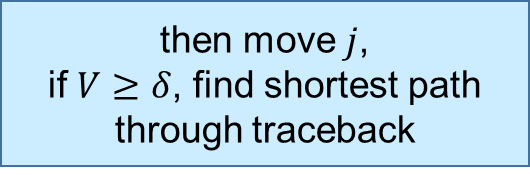 then move j,
if V ≥ δ, find shortest path
through traceback